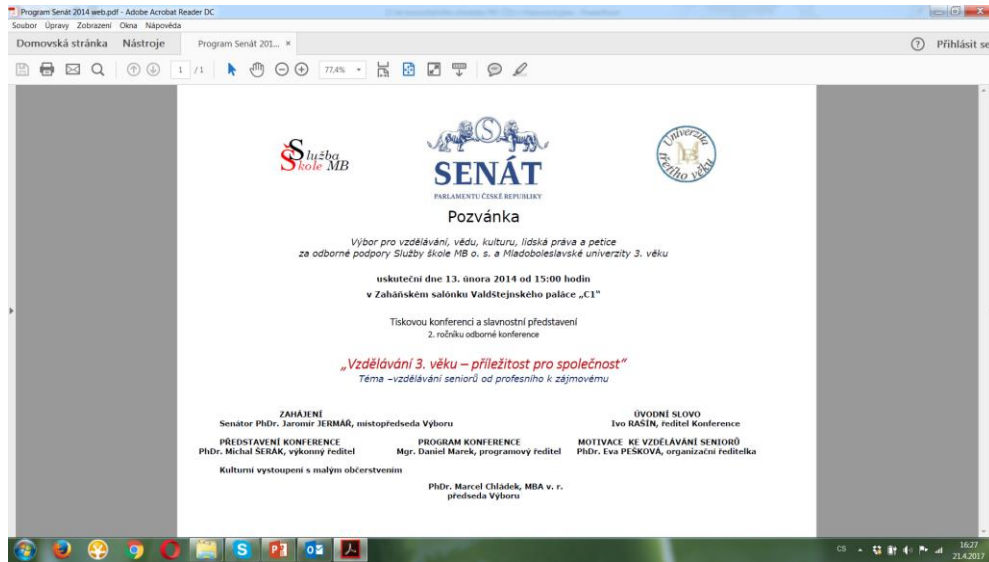 Program Senát 2014 web.pdf - Adobe Acrobat Reader DC
Soubor Úpravy Zobrazení Okna Nápověda
Domovská stránka Nástroje Program Senát 201... × Přihlásit se
1 / 1 77,4%
Služba
Škole MB
SENÁT
PARLAMENTU ČESKÉ REPUBLIKY
Univerzita
třetího věku
Pozvánka
Výbor pro vzdělávání, vědu, kulturu, lidská práva a petice
za odborné podpory Služby škole MB o. s. a Mladoboleslavské univerzity 3. věku
uskuteční dne 13. února 2014 od 15:00 hodin
v Zaháňském salónku Valdštejnského paláce „C1“
Tiskovou konferenci a slavnostní představení
2. ročníku odborné konference
„Vzdělávání 3. věku – příležitost pro společnost“
Téma –vzdělávání seniorů od profesního k zájmovému
ZAHÁJENÍ ÚVODNÍ SLOVO
Senátor PhDr. Jaromír JERMÁŘ, místopředseda Výboru Ivo RAŠÍN, ředitel Konference
PŘEDSTAVENÍ KONFERENCE PROGRAM KONFERENCE MOTIVACE KE VZDĚLÁVÁNÍ SENIORŮ
PhDr. Michal ŠERÁK, výkonný ředitel Mgr. Daniel Marek, programový ředitel PhDr. Eva PEŠKOVÁ, organizační ředitelka
Kulturní vystoupení s malým občerstvením
PhDr. Marcel Chládek, MBA v. r.
předseda Výboru
CS 16:27
21.4.2017